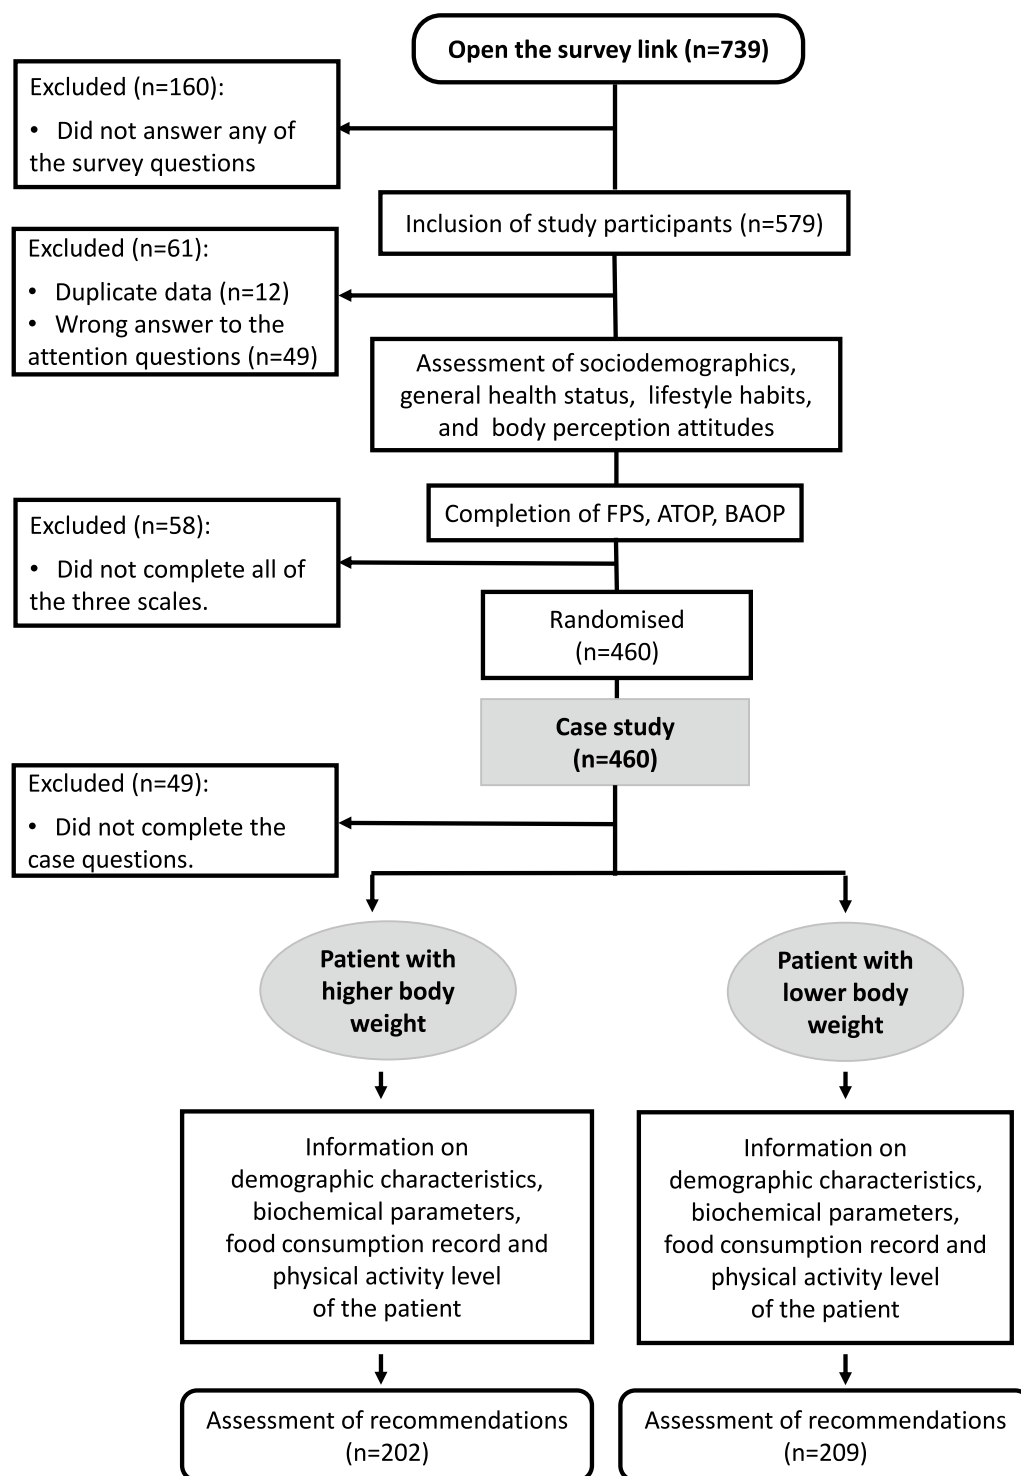 Open the survey link (n=739)
Excluded (n=160):
• Did not answer any of
the survey questions
Inclusion of study participants (n=579)
Excluded (n=61):
• Duplicate data (n=12)
• Wrong answer to the
attention questions (n=49)
Assessment of sociodemographics,
general health status, lifestyle habits,
and body perception attitudes
Completion of FPS, ATOP, BAOP
Excluded (n=58):
• Did not complete all of
the three scales.
Randomised
(n=460)
Case study
(n=460)
Excluded (n=49):
• Did not complete the
case questions.
Patient with
higher body
weight
Patient with
lower body
weight
Information on
demographic characteristics,
biochemical parameters,
food consumption record and
physical activity level
of the patient
Information on
demographic characteristics,
biochemical parameters,
food consumption record and
physical activity level
of the patient
Assessment of recommendations
(n=202)
Assessment of recommendations
(n=209)